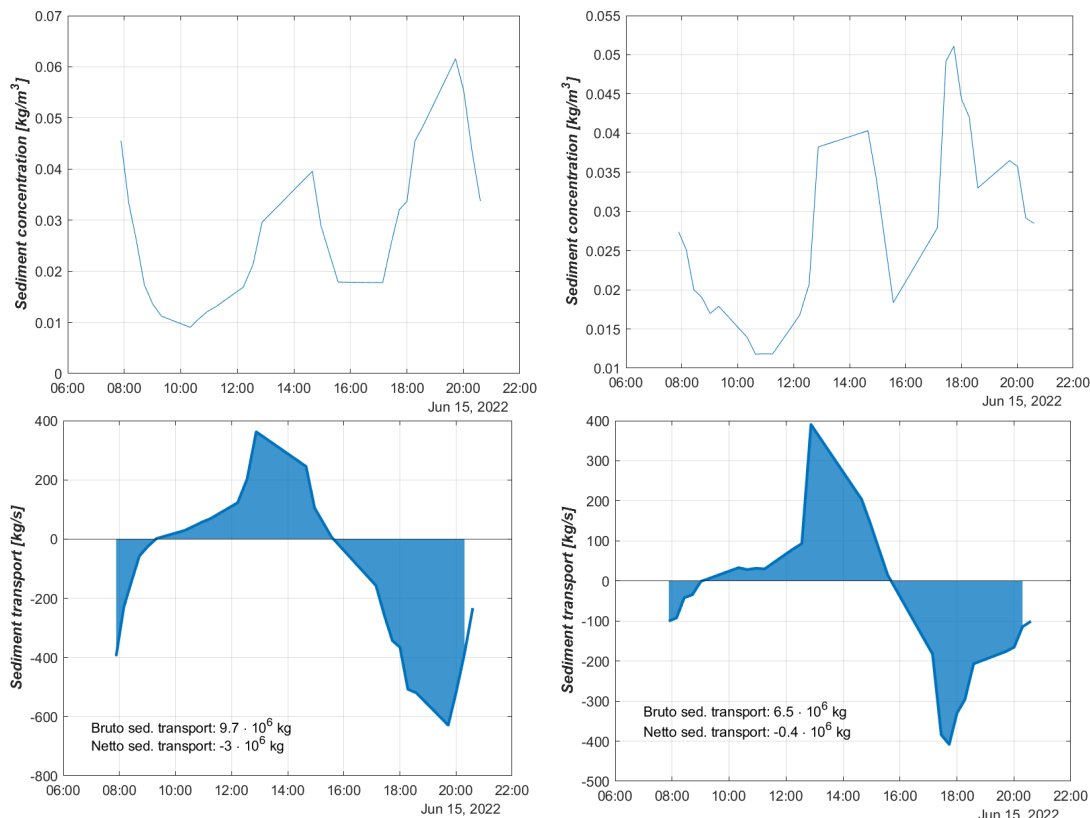 Sediment concentration [kg/m³]
0.07
0.06
0.05
0.04
0.03
0.02
0.01
0
06:00 08:00 10:00 12:00 14:00 16:00 18:00 20:00 22:00
Jun 15, 2022
Sediment concentration [kg/m³]
0.055
0.05
0.045
0.04
0.035
0.03
0.025
0.02
0.015
0.01
06:00 08:00 10:00 12:00 14:00 16:00 18:00 20:00 22:00
Jun 15, 2022
Sediment transport [kg/s]
400
200
0
-200
-400
-600
-800
Bruto sed. transport: 9.7 · 10⁶ kg
Netto sed. transport: -3 · 10⁶ kg
06:00 08:00 10:00 12:00 14:00 16:00 18:00 20:00 22:00
Jun 15, 2022
Sediment transport [kg/s]
400
300
200
100
0
-100
-200
-300
-400
-500
Bruto sed. transport: 6.5 · 10⁶ kg
Netto sed. transport: -0.4 · 10⁶ kg
06:00 08:00 10:00 12:00 14:00 16:00 18:00 20:00 22:00
Jun 15, 2022